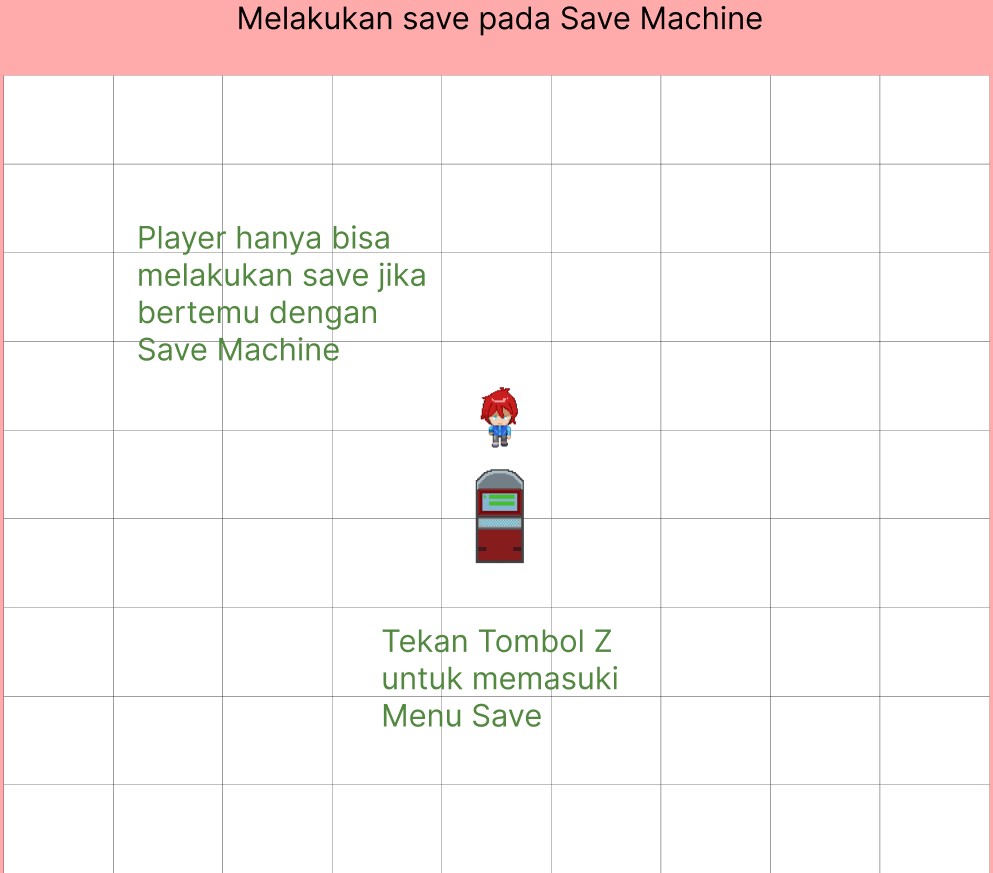 Melakukan save pada Save Machine
Player hanya bisa
melakukan save jika
bertemu dengan
Save Machine
Tekan Tombol Z
untuk memasuki
Menu Save